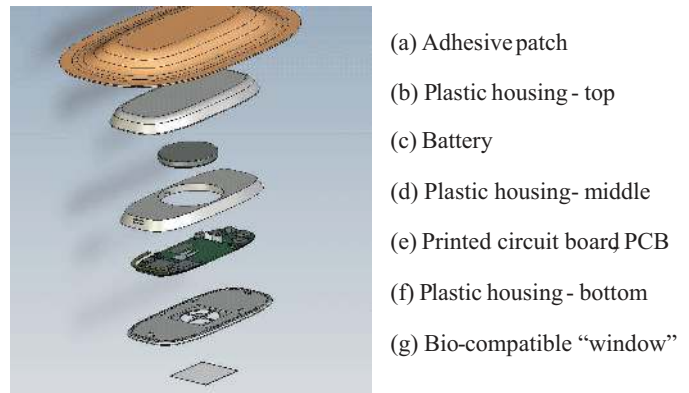 (a) Adhesive patch
(b) Plastic housing - top
(c) Battery
(d) Plastic housing- middle
(e) Printed circuit board, PCB
(f) Plastic housing - bottom
(g) Bio-compatible “window”